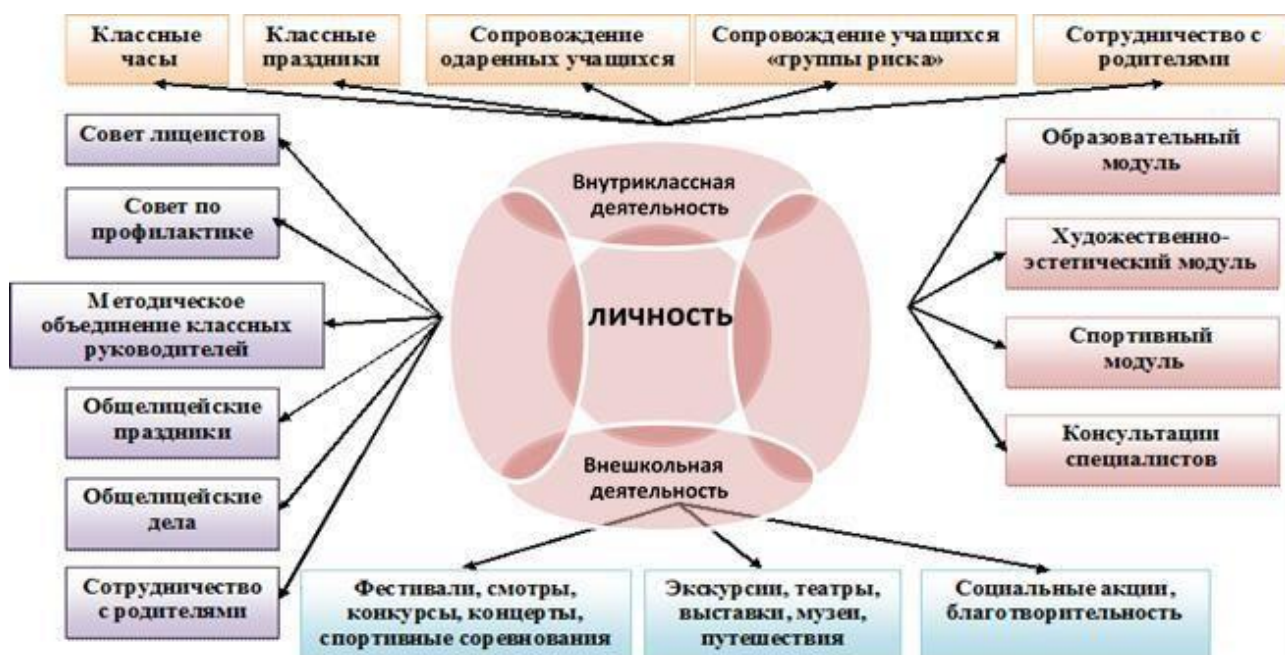 Классные
часы
Классные
праздники
Сопровождение
одаренных учащихся
Сопровождение учащихся
«группы риска»
Сотрудничество с
родителями
Совет лицеистов
Совет по
профилактике
Методическое
объединение классных
руководителей
Общелицейские
праздники
Общелицейские
дела
Сотрудничество
с родителями
Внутриклассная
деятельность
ЛИЧНОСТЬ
Внешкольная
деятельность
Образовательный
модуль
Художественно-
эстетический модуль
Спортивный
модуль
Консультации
специалистов
Фестивали, смотры,
конкурсы, концерты,
спортивные соревнования
Экскурсии, театры,
выставки, музеи,
путешествия
Социальные акции,
благотворительность